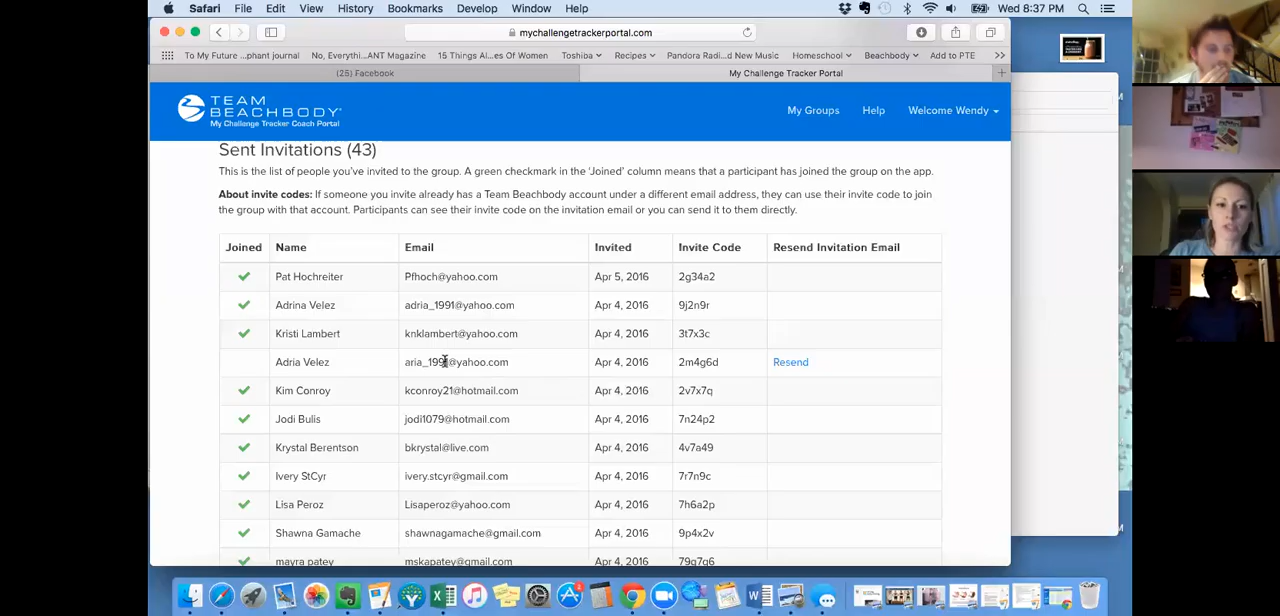 Safari File Edit View History Bookmarks Develop Window Help Wed 8:37 PM
mychallengetrackerportal.com
To My Future ...phant journal No, Everythi...ANT Magazine 15 Things Al...es Of Women Toshiba Recipes Pandora Radi...d New Music Homeschool Beachbody Add to PTE >>
(25) Facebook My Challenge Tracker Portal +
TEAM
BEACHBODY
My Challenge Tracker Coach Portal
My Groups Help Welcome Wendy
Sent Invitations (43)
This is the list of people you've invited to the group. A green checkmark in the 'Joined' column means that a participant has joined the group on the app.
About invite codes: If someone you invite already has a Team Beachbody account under a different email address, they can use their invite code to join
the group with that account. Participants can see their invite code on the invitation email or you can send it to them directly.
Joined Name Email Invited Invite Code Resend Invitation Email
Pat Hochreiter Pfhoch@yahoo.com Apr 5, 2016 2g34a2
Adrina Velez adria_1991@yahoo.com Apr 4, 2016 9j2n9r
Kristi Lambert knklambert@yahoo.com Apr 4, 2016 3t7x3c
Adria Velez aria_1991@yahoo.com Apr 4, 2016 2m4g6d Resend
Kim Conroy kconroy21@hotmail.com Apr 4, 2016 2v7x7q
Jodi Bulis jodi1079@hotmail.com Apr 4, 2016 7n24p2
Krystal Berentson bkrystal@live.com Apr 4, 2016 4v7a49
Ivery StCyr ivery.stcyr@gmail.com Apr 4, 2016 7r7n9c
Lisa Peroz Lisaperoz@yahoo.com Apr 4, 2016 7h6a2p
Shawna Gamache shawnagamache@gmail.com Apr 4, 2016 9p4x2v
mayra patey mskapatey@gmail.com Apr 4, 2016 79q7q6